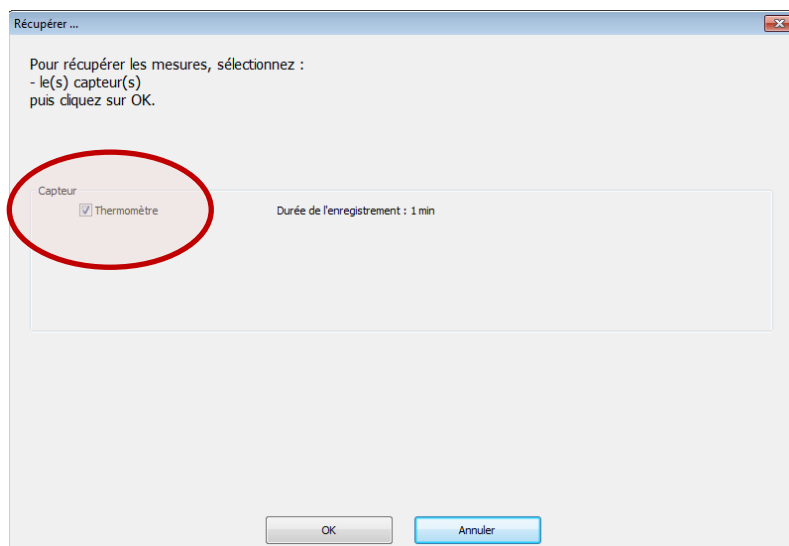 Récupérer ...
Pour récupérer les mesures, sélectionnez :
- le(s) capteur(s)
puis cliquez sur OK.
Capteur
Thermomètre
Durée de l'enregistrement : 1 min
OK
Annuler